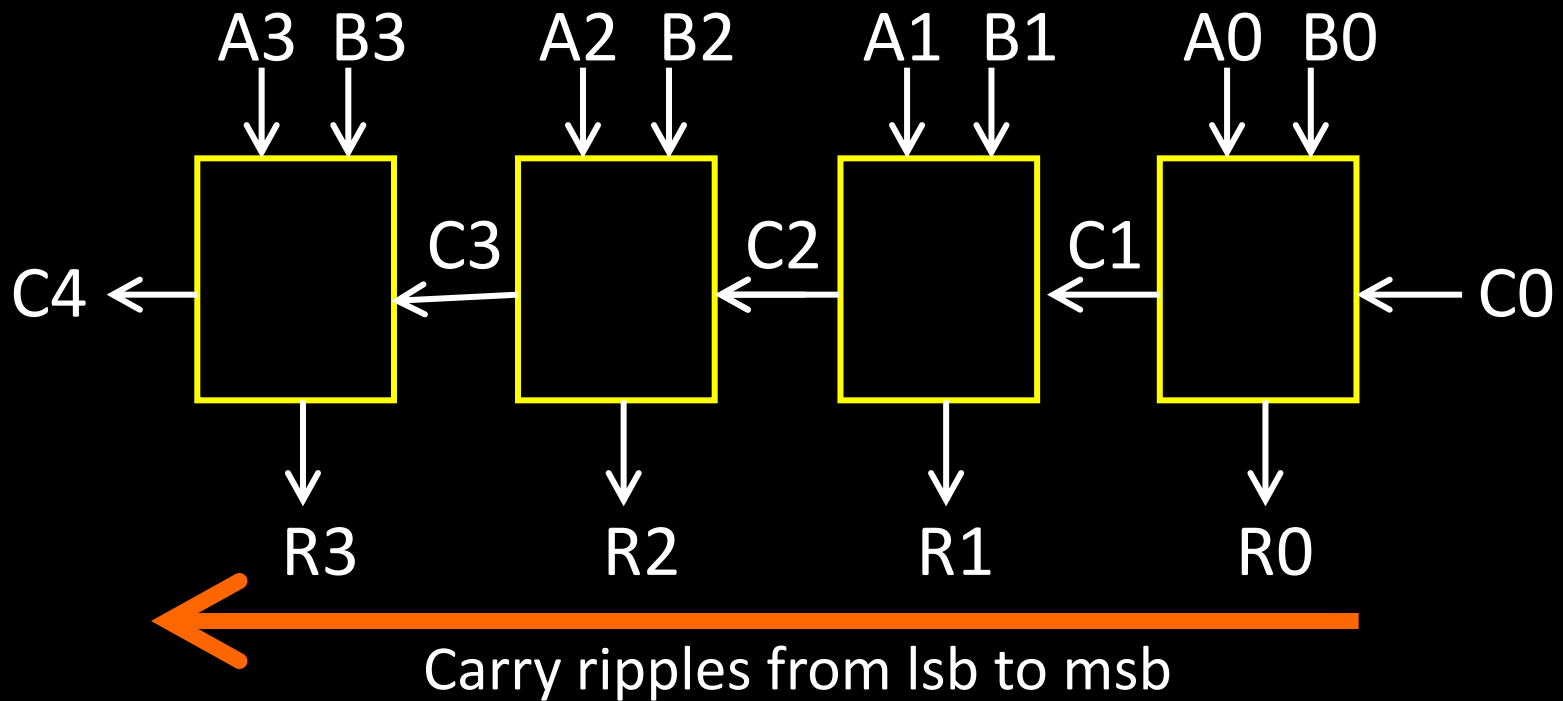 A3 B3 A2 B2 A1 B1 A0 B0
C4 C3 C2 C1 C0
R3 R2 R1 R0
Carry ripples from lsb to msb